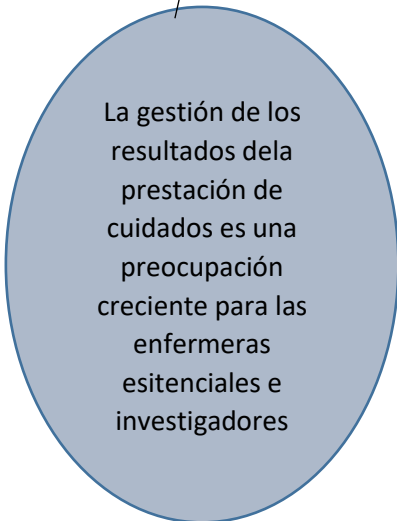 La gestión de los
resultados dela
prestación de
cuidados es una
preocupación
creciente para las
enfermeras
esitenciales e
investigadores